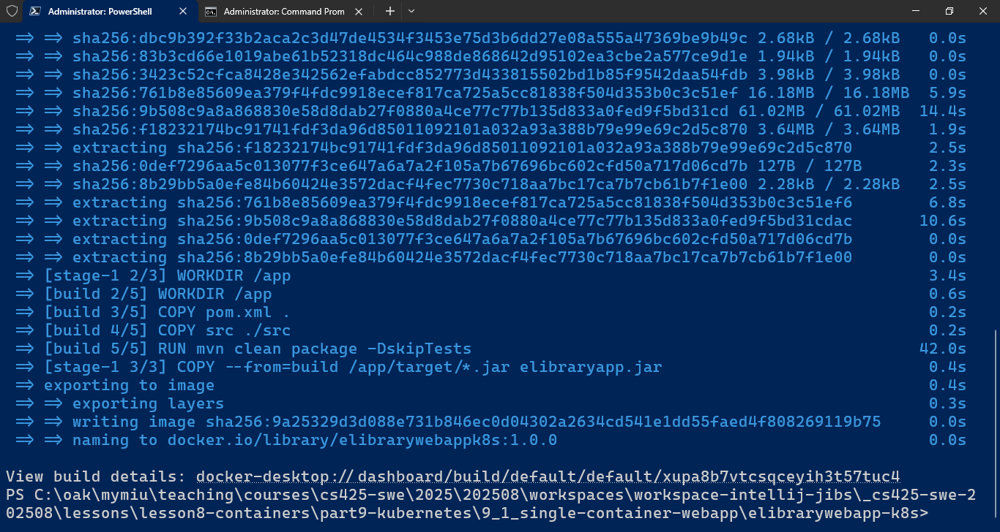 Administrator: PowerShell
Administrator: Command Prom
=> => sha256:dbc9b392f33b2aca2c3d47de4534f3453e75d3b6dd27e08a555a47369be9b49c 2.68kB / 2.68kB 0.0s
=> => sha256:83b3cd66e1019abe61b52318dc464c988de868642d95102ea3cbe2a577ce9d1e 1.94kB / 1.94kB 0.0s
=> => sha256:3423c52cfca8428e342562efabdcc852773d433815502bd1b85f9542daa54fdb 3.98kB / 3.98kB 0.0s
=> => sha256:761b8e85609ea379f4fdc9918ecef817ca725a5cc81838f504d353b0c3c51ef 16.18MB / 16.18MB 5.9s
=> => sha256:9b508c9a8a868830e58d8dab27f0880a4ce77c77b135d833a0fed9f5bd31cd 61.02MB / 61.02MB 14.4s
=> => sha256:f18232174bc91741fdf3da96d85011092101a032a93a388b79e99e69c2d5c870 3.64MB / 3.64MB 1.9s
=> => extracting sha256:f18232174bc91741fdf3da96d85011092101a032a93a388b79e99e69c2d5c870 2.5s
=> => sha256:0def7296aa5c013077f3ce647a6a7a2f105a7b67696bc602cfd50a717d06cd7b 127B / 127B 2.3s
=> => sha256:8b29bb5a0efe84b60424e3572dacf4fec7730c718aa7bc17ca7b7cb61b7f1e00 2.28kB / 2.28kB 2.5s
=> => extracting sha256:761b8e85609ea379f4fdc9918ecef817ca725a5cc81838f504d353b0c3c51ef6 6.8s
=> => extracting sha256:9b508c9a8a868830e58d8dab27f0880a4ce77c77b135d833a0fed9f5bd31cdac 10.6s
=> => extracting sha256:0def7296aa5c013077f3ce647a6a7a2f105a7b67696bc602cfd50a717d06cd7b 0.0s
=> => extracting sha256:8b29bb5a0efe84b60424e3572dacf4fec7730c718aa7bc17ca7b7cb61b7f1e00 0.0s
=> [stage-1 2/3] WORKDIR /app 3.4s
=> [build 2/5] WORKDIR /app 0.6s
=> [build 3/5] COPY pom.xml . 0.2s
=> [build 4/5] COPY src ./src 0.2s
=> [build 5/5] RUN mvn clean package -DskipTests 42.0s
=> [stage-1 3/3] COPY --from=build /app/target/*.jar elibraryapp.jar 0.4s
=> exporting to image 0.4s
=> => exporting layers 0.3s
=> => writing image sha256:9a25329d3d088e731b846ec0d04302a2634cd541e1dd55faed4f808269119b75 0.0s
=> => naming to docker.io/library/elibrarywebappk8s:1.0.0 0.0s
View build details: docker-desktop://dashboard/build/default/default/xupa8b7vtcsqceyih3t57tuc4
PS C:\oak\mymiu\teaching\courses\cs425-swe\2025\202508\workspaces\workspace-intellij-jibs\_cs425-swe-2
02508\lessons\lesson8-containers\part9-kubernetes\9_1_single-container-webapp\elibrarywebapp-k8s>